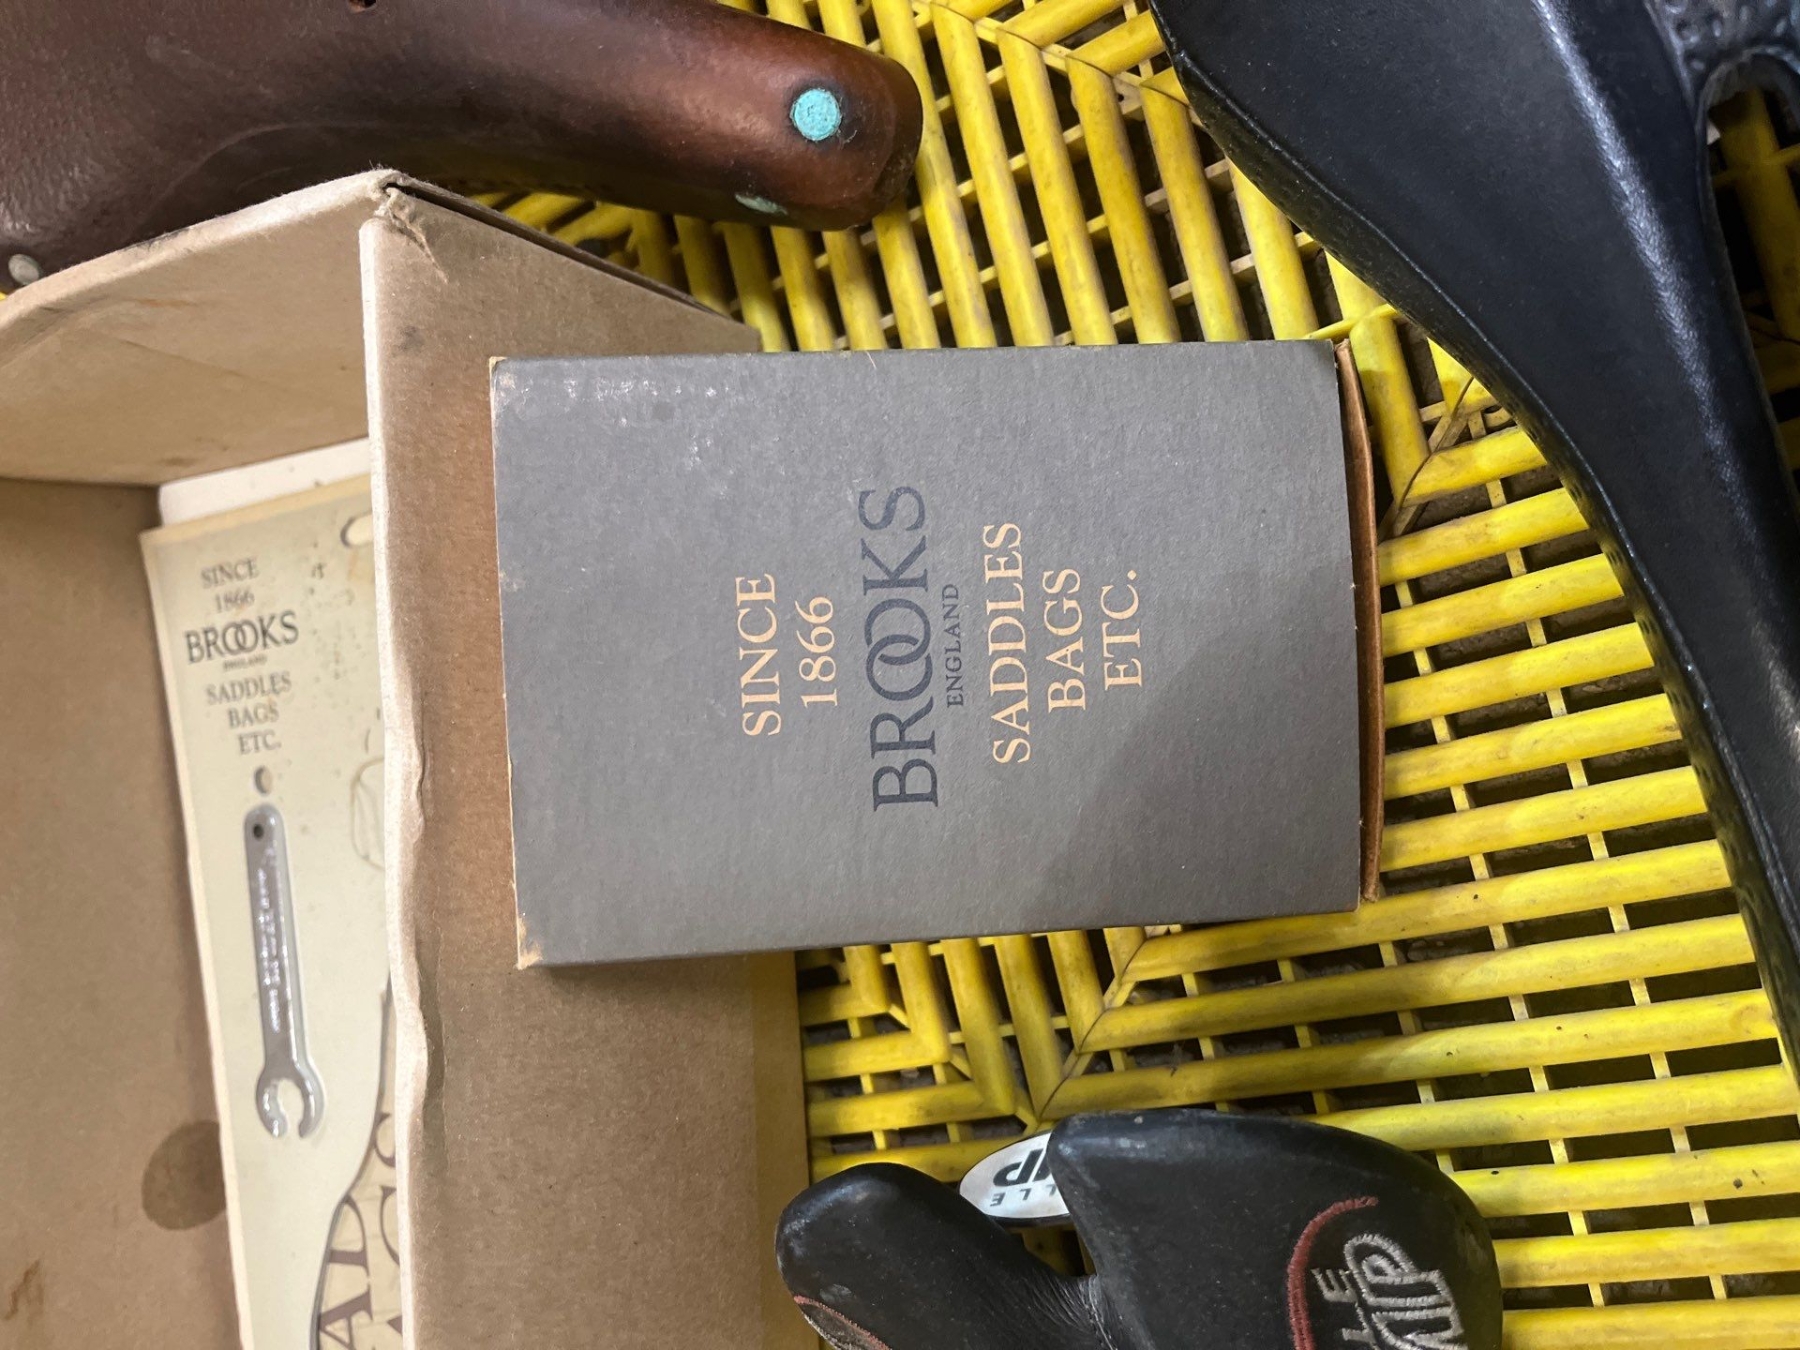 SINCE
1866
BROOKS
ENGLAND
SADDLES
BAGS
ETC.
SINCE
1866
BROOKS
ENGLAND
SADDLES
BAGS
ETC.